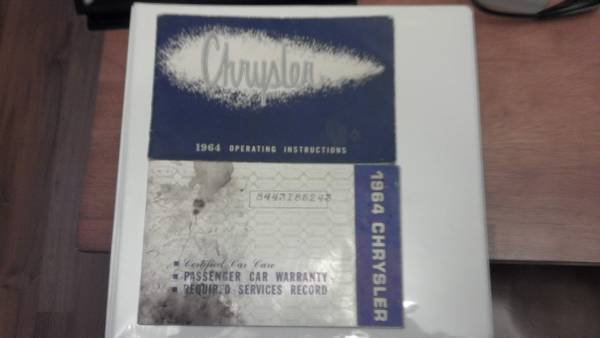 Chrysler
1964 OPERATING INSTRUCTIONS
Certified Car Care
PASSENGER CAR WARRANTY
REQUIRED SERVICES RECORD
1964 CHRYSLER